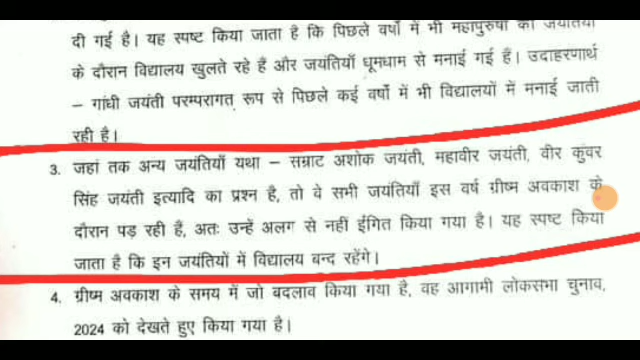 दी गई है। यह स्पष्ट किया जाता है कि पिछले वर्षों में भी महापुरुषों की जयंतियों
के दौरान विद्यालय खुलते रहे हैं और जयंतियाँ धूमधाम से मनाई गई हैं। उदाहरणार्थ
– गांधी जयंती परम्परागत् रूप से पिछले कई वर्षों में भी विद्यालयों में मनाई जाती
रही है।
3. जहां तक अन्य जयंतियाँ यथा – सम्राट अशोक जयंती, महावीर जयंती, वीर कुंवर
सिंह जयंती इत्यादि का प्रश्न है, तो वे सभी जयंतियाँ इस वर्ष ग्रीष्म अवकाश के
दौरान पड़ रही हैं, अतः उन्हें अलग से नहीं ईंगित किया गया है। यह स्पष्ट किया
जाता है कि इन जयंतियों में विद्यालय बन्द रहेंगे।
4. ग्रीष्म अवकाश के समय में जो बदलाव किया गया है, वह आगामी लोकसभा चुनाव,
2024 को देखते हुए किया गया है।